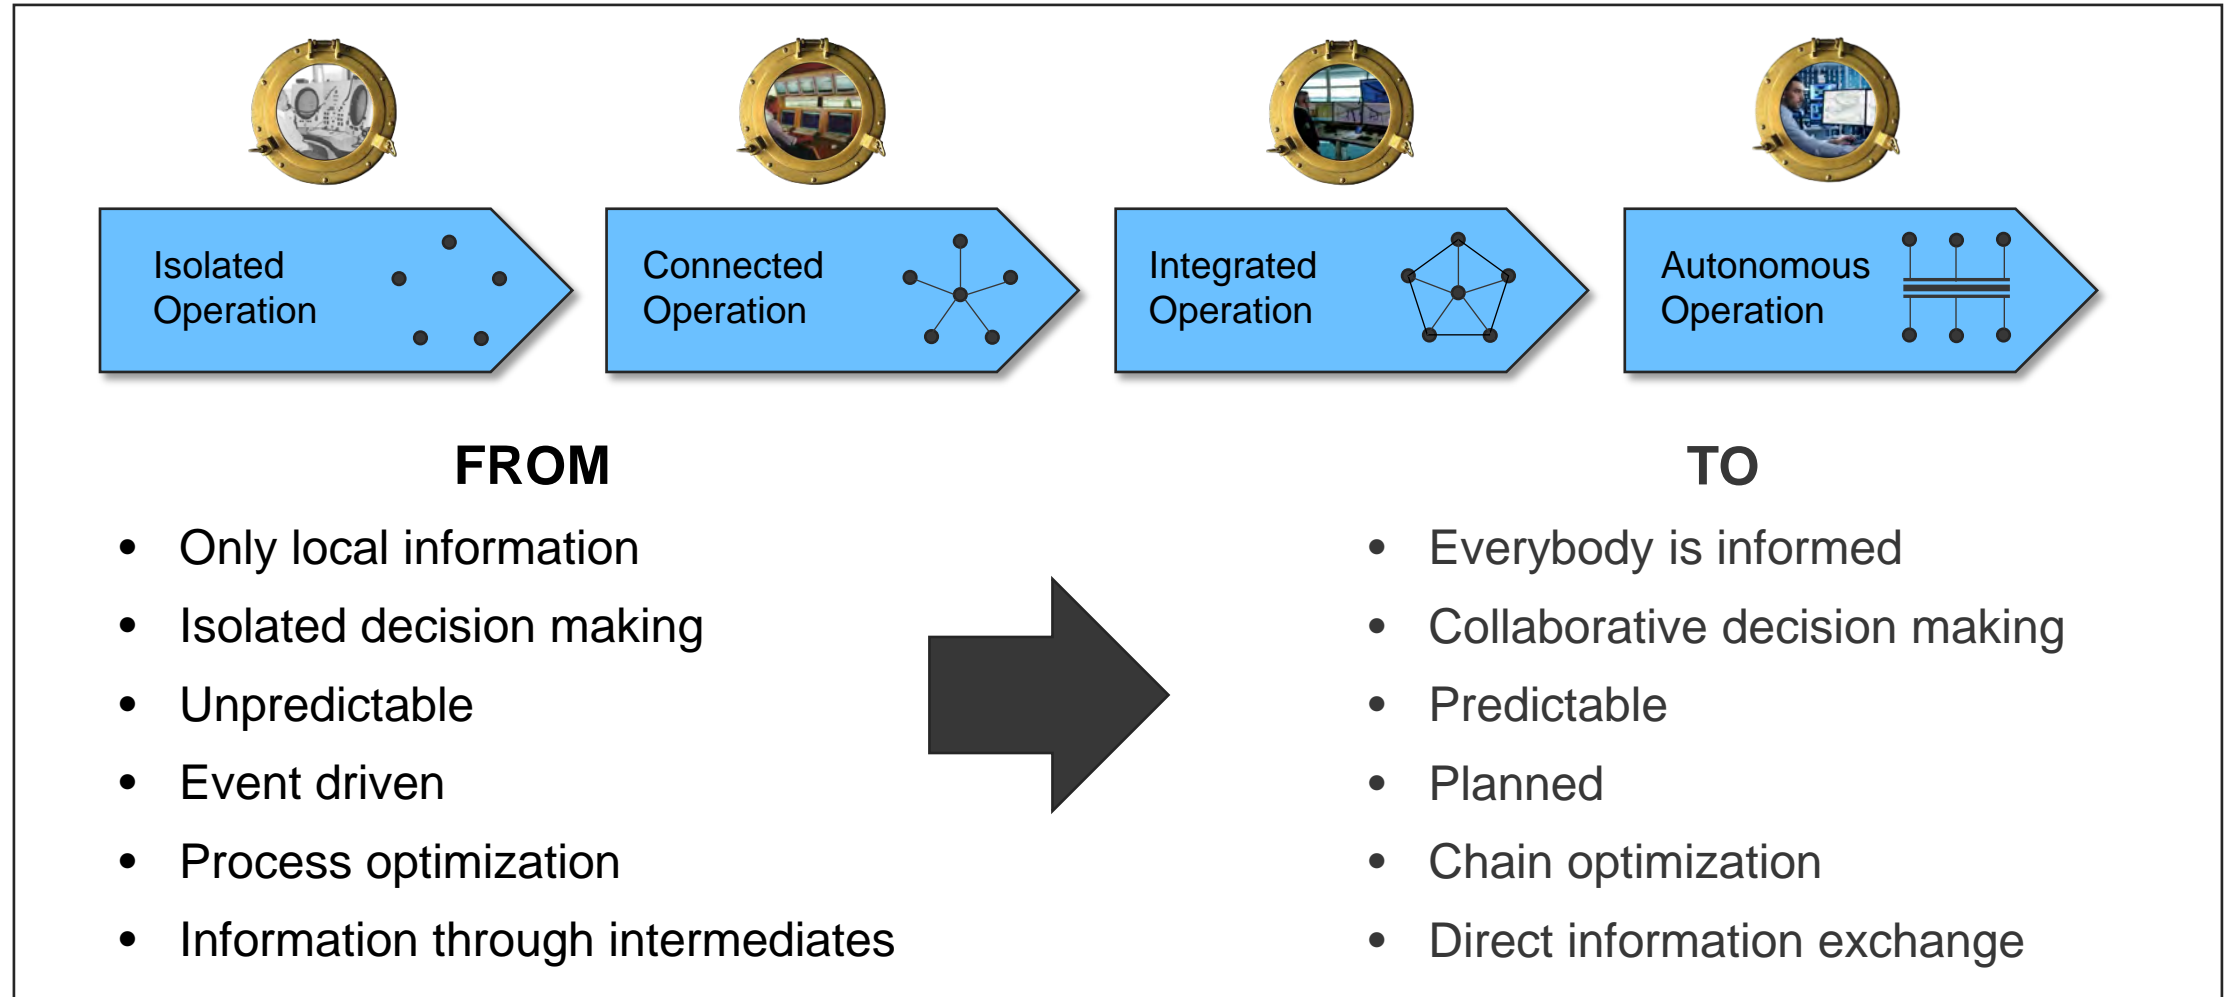 Isolated
Operation
Connected
Operation
Integrated
Operation
Autonomous
Operation
FROM
• Only local information
• Isolated decision making
• Unpredictable
• Event driven
• Process optimization
• Information through intermediates
TO
• Everybody is informed
• Collaborative decision making
• Predictable
• Planned
• Chain optimization
• Direct information exchange